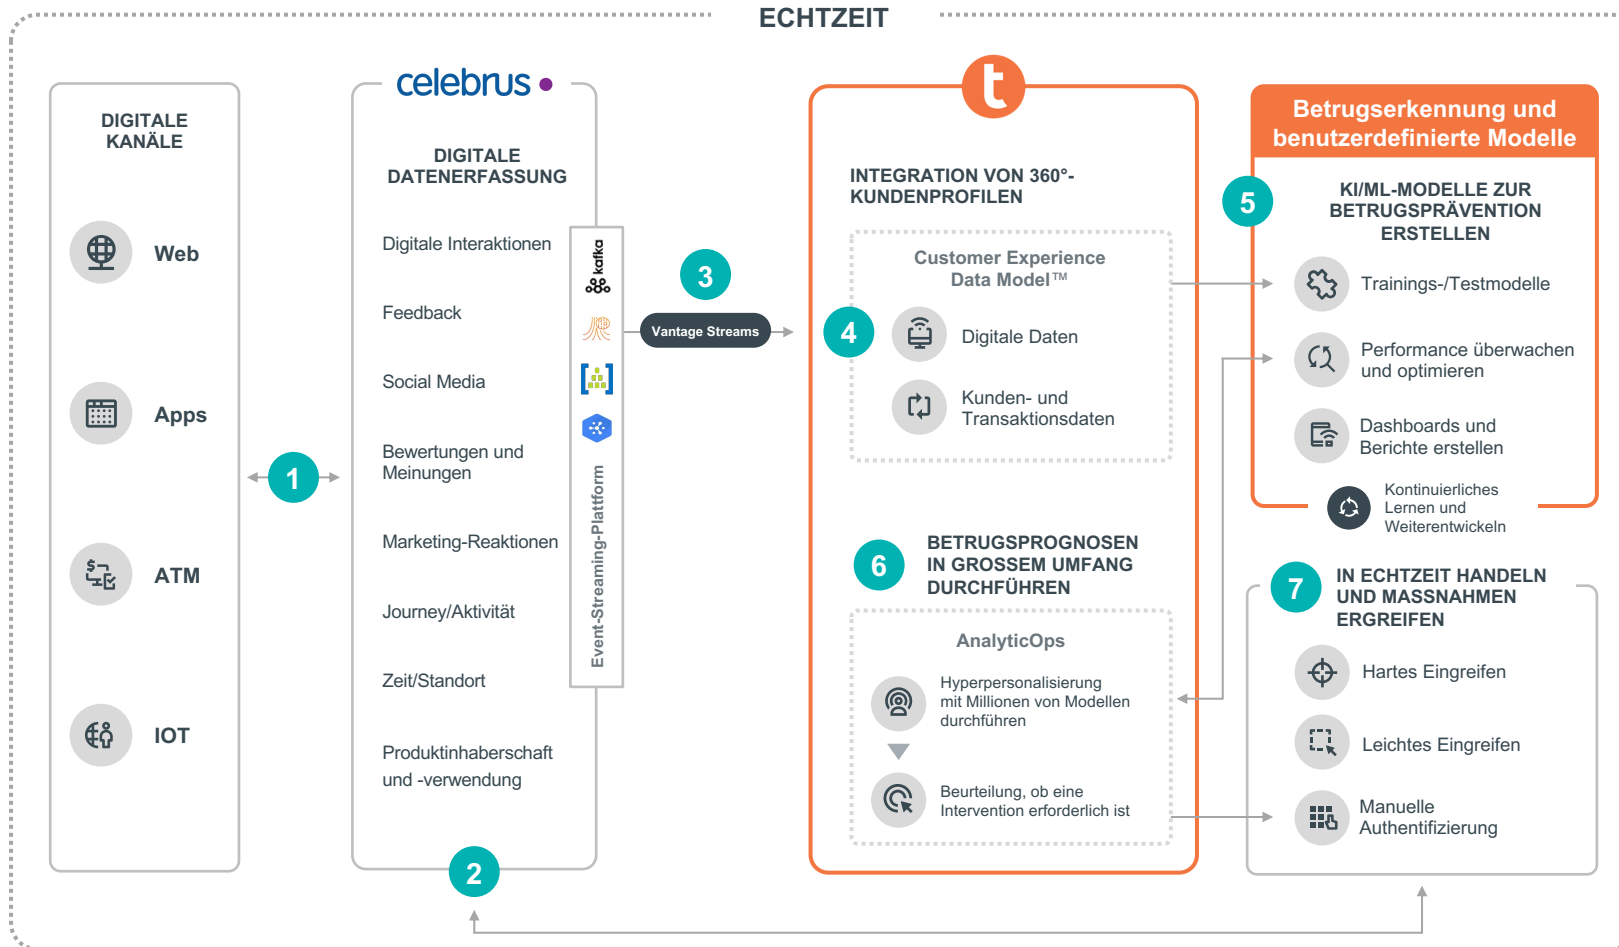 ECHTZEIT
DIGITALE
KANÄLE
Web
Apps
ATM
IOT
1
celebrus
DIGITALE
DATENERFASSUNG
Digitale Interaktionen
Feedback
Social Media
Bewertungen und
Meinungen
Marketing-Reaktionen
Journey/Aktivität
Zeit/Standort
Produktinhaberschaft
und -verwendung
2
kafka
Event-Streaming-Plattform
3
Vantage Streams
t
INTEGRATION VON 360°-
KUNDENPROFILEN
4
Customer Experience
Data Model™
Digitale Daten
Kunden- und
Transaktionsdaten
6
BETRUGSPROGNOSEN
IN GROSSEM UMFANG
DURCHFÜHREN
AnalyticOps
Hyperpersonalisierung
mit Millionen von Modellen
durchführen
Beurteilung, ob eine
Intervention erforderlich ist
Betrugserkennung und
benutzerdefinierte Modelle
5
KI/ML-MODELLE ZUR
BETRUGSPRÄVENTION
ERSTELLEN
Trainings-/Testmodelle
Performance überwachen
und optimieren
Dashboards und
Berichte erstellen
Kontinuierliches
Lernen und
Weiterentwickeln
7
IN ECHTZEIT HANDELN
UND MASSNAHMEN
ERGREIFEN
Hartes Eingreifen
Leichtes Eingreifen
Manuelle
Authentifizierung